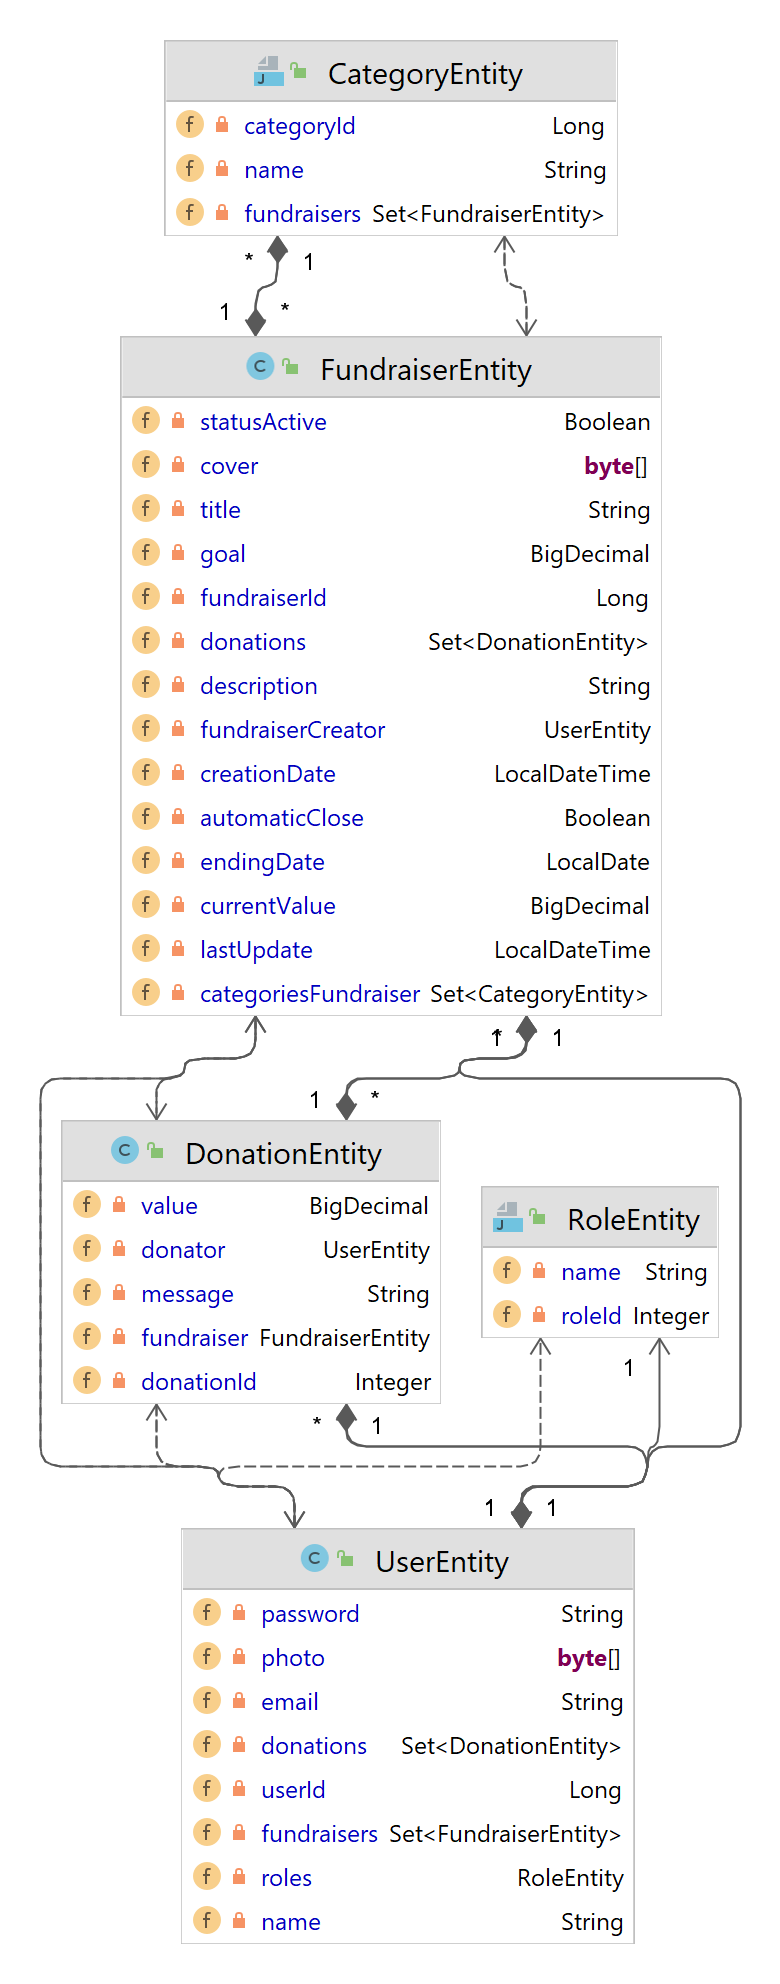 CategoryEntity
categoryId Long
name String
fundraisers Set<FundraiserEntity>
* 1
1 *
FundraiserEntity
statusActive Boolean
cover byte[]
title String
goal BigDecimal
fundraiserId Long
donations Set<DonationEntity>
description String
fundraiserCreator UserEntity
creationDate LocalDateTime
automaticClose Boolean
endingDate LocalDate
currentValue BigDecimal
lastUpdate LocalDateTime
categoriesFundraiser Set<CategoryEntity>
1 * 1
1 *
DonationEntity
value BigDecimal
donator UserEntity
message String
fundraiser FundraiserEntity
donationId Integer
RoleEntity
name String
roleId Integer
1
* 1
1 1
UserEntity
password String
photo byte[]
email String
donations Set<DonationEntity>
userId Long
fundraisers Set<FundraiserEntity>
roles RoleEntity
name String